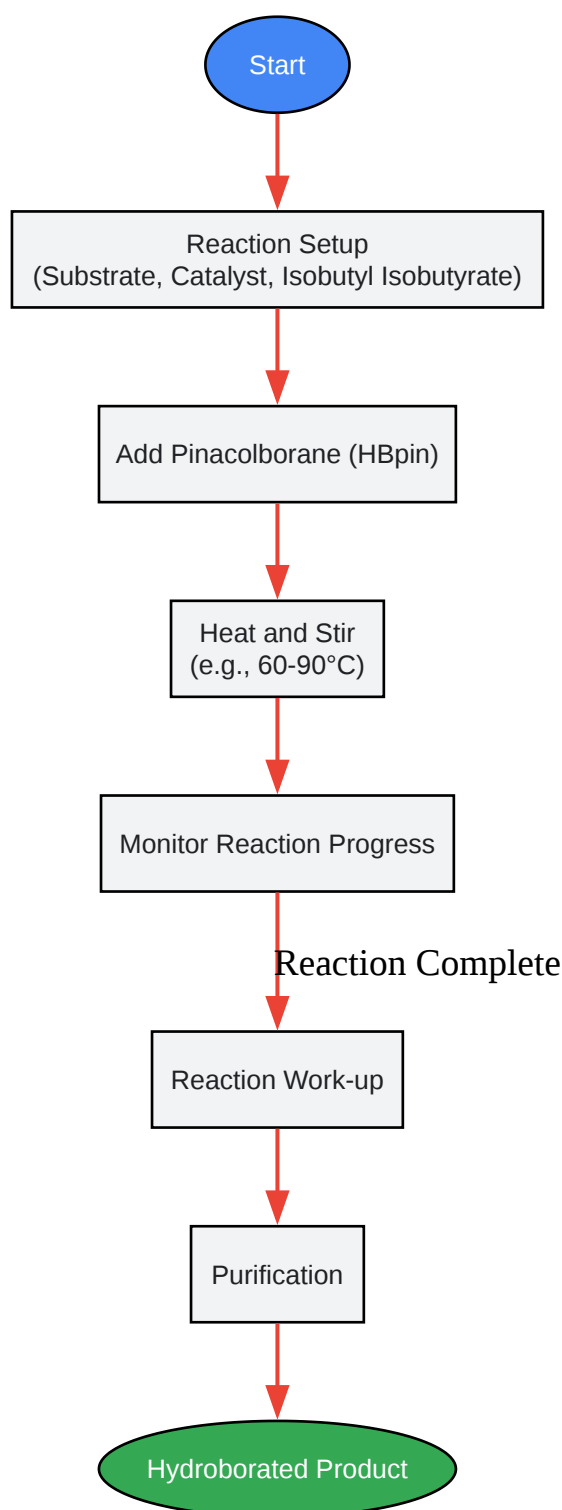 Start
Reaction Setup
(Substrate, Catalyst, Isobutyl Isobutyrate)
Add Pinacolborane (HBpin)
Heat and Stir
(e.g., 60-90°C)
Monitor Reaction Progress
Reaction Complete
Reaction Work-up
Purification
Hydroborated Product